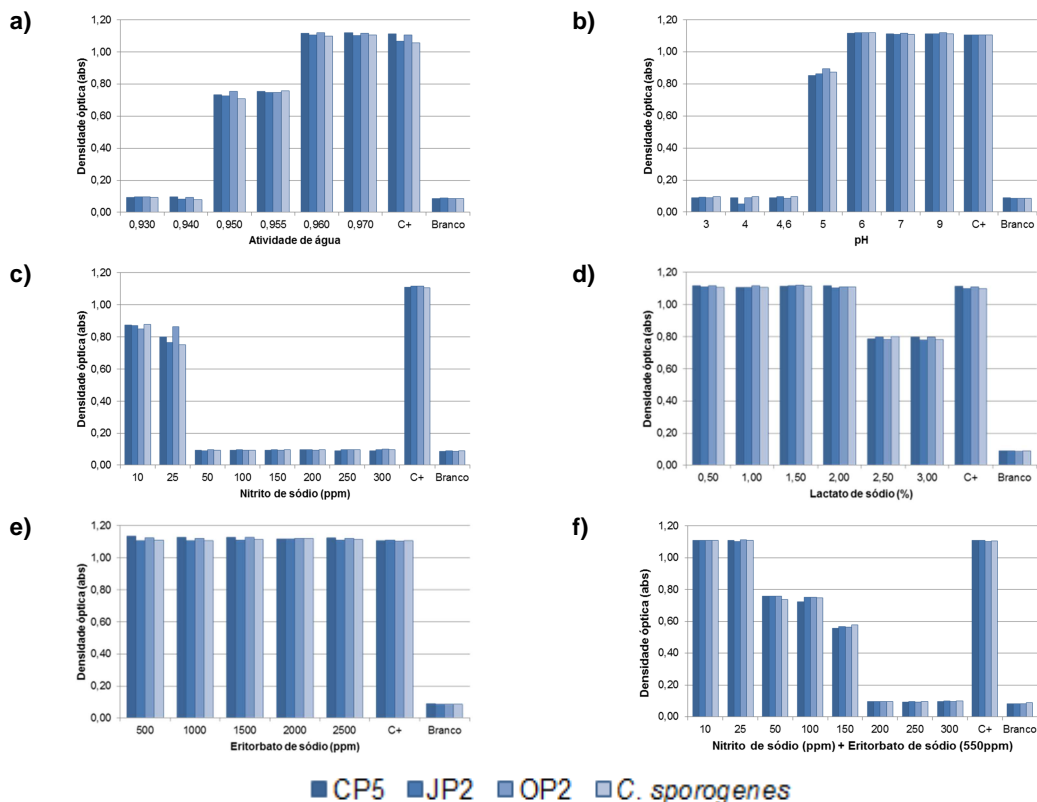 a)
Densidade óptica (abs)
1,20
1,00
0,80
0,60
0,40
0,20
0,00
0,930 0,940 0,950 0,955 0,960 0,970 C+ Branco
Atividade de água
b)
Densidade óptica (abs)
1,20
1,00
0,80
0,60
0,40
0,20
0,00
3 4 4,6 5 6 7 9 C+ Branco
pH
c)
Densidade óptica (abs)
1,20
1,00
0,80
0,60
0,40
0,20
0,00
10 25 50 100 150 200 250 300 C+ Branco
Nitrito de sódio (ppm)
d)
Densidade óptica (abs)
1,20
1,00
0,80
0,60
0,40
0,20
0,00
0,50 1,00 1,50 2,00 2,50 3,00 C+ Branco
Lactato de sódio (%)
e)
Densidade óptica (abs)
1,20
1,00
0,80
0,60
0,40
0,20
0,00
500 1000 1500 2000 2500 C+ Branco
Eritorbato de sódio (ppm)
f)
Densidade óptica (abs)
1,20
1,00
0,80
0,60
0,40
0,20
0,00
10 25 50 100 150 200 250 300 C+ Branco
Nitrito de sódio (ppm) + Eritorbato de sódio (550ppm)
CP5 JP2 OP2 C. sporogenes